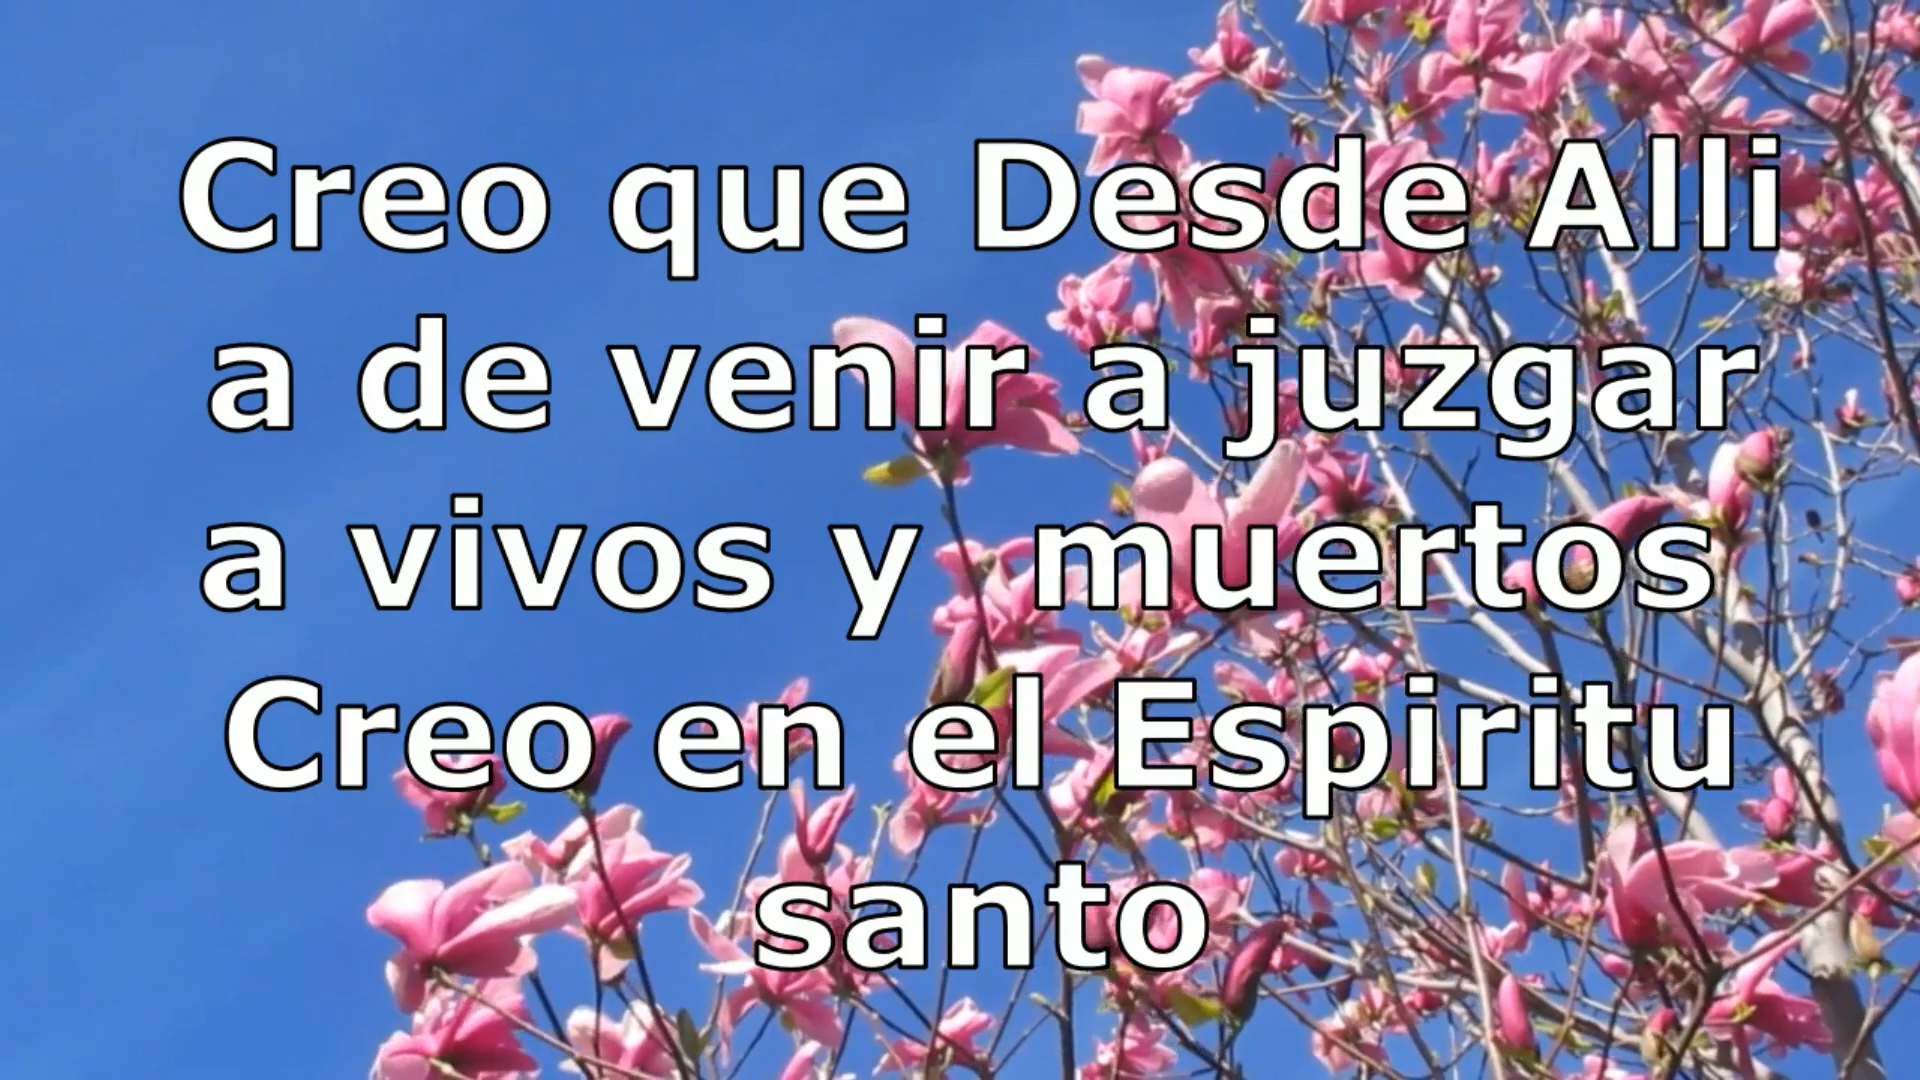 Creo que Desde Alli
a de venir a juzgar
a vivos y muertos
Creo en el Espiritu
santo